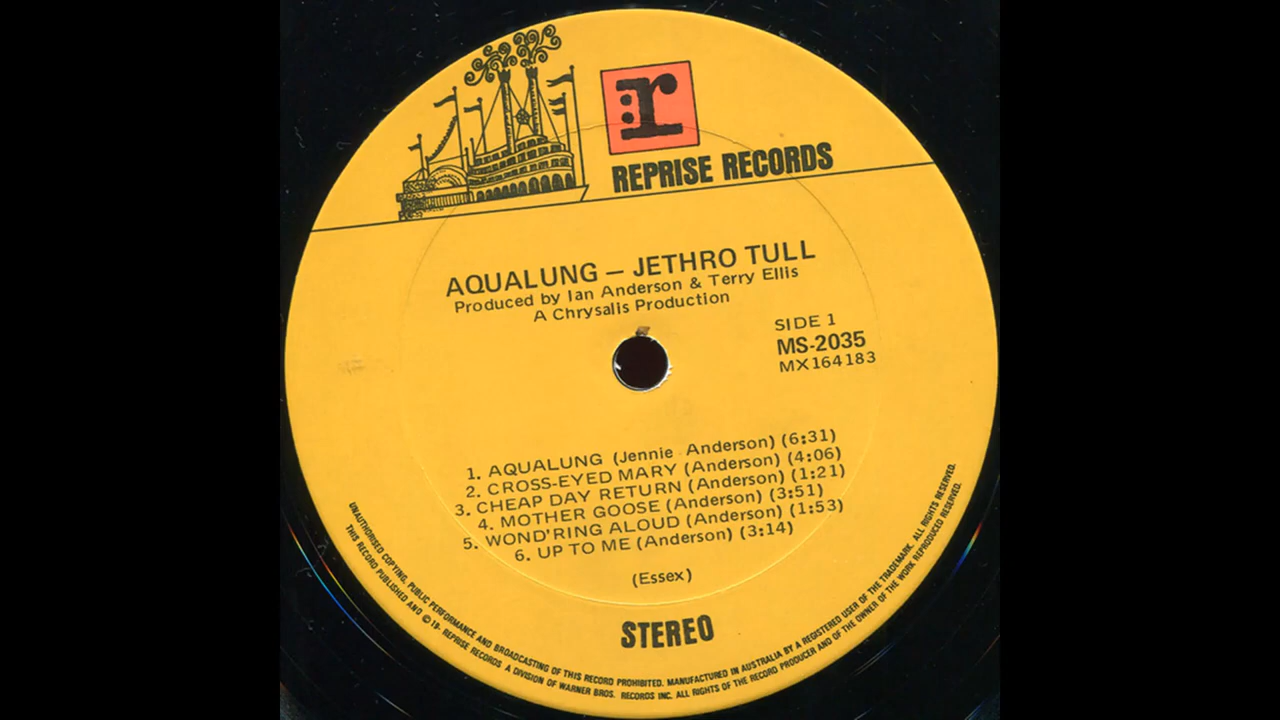 r
REPRISE RECORDS
AQUALUNG — JETHRO TULL
Produced by Ian Anderson & Terry Ellis
A Chrysalis Production
SIDE 1
MS-2035
MX164183
1. AQUALUNG (Jennie Anderson) (6:31)
2. CROSS-EYED MARY (Anderson) (4:06)
3. CHEAP DAY RETURN (Anderson) (1:21)
4. MOTHER GOOSE (Anderson) (3:51)
5. WOND'RING ALOUD (Anderson) (1:53)
6. UP TO ME (Anderson) (3:14)
(Essex)
STEREO
UNAUTHORISED COPYING, PUBLIC PERFORMANCE AND BROADCASTING OF THIS RECORD PROHIBITED. MANUFACTURED IN AUSTRALIA BY A REGISTERED USER OF THE TRADEMARK. ALL RIGHTS RESERVED.
THIS RECORD PUBLISHED AND © 19- REPRISE RECORDS A DIVISION OF WARNER BROS. RECORDS INC. ALL RIGHTS OF THE RECORD PRODUCER AND OF THE OWNER OF THE WORK REPRODUCED RESERVED.